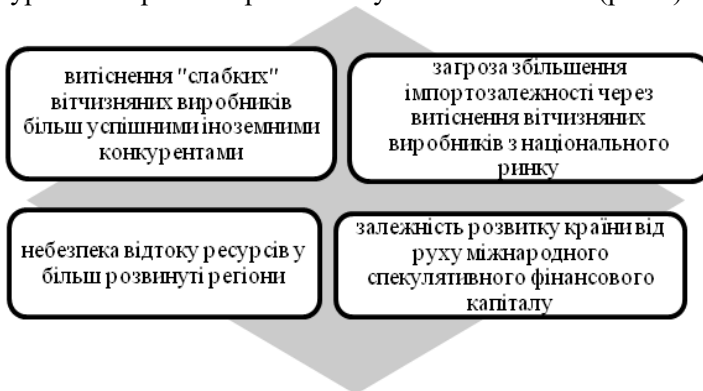 витіснення "слабких"
вітчизняних виробників
більш успішними іноземними
конкурентами
загроза збільшення
імпортозалежності через
витіснення вітчизняних
виробників з національного
ринку
небезпека відтоку ресурсів у
більш розвинуті регіони
залежність розвитку країни від
руху міжнародного
спекулятивного фінансового
капіталу